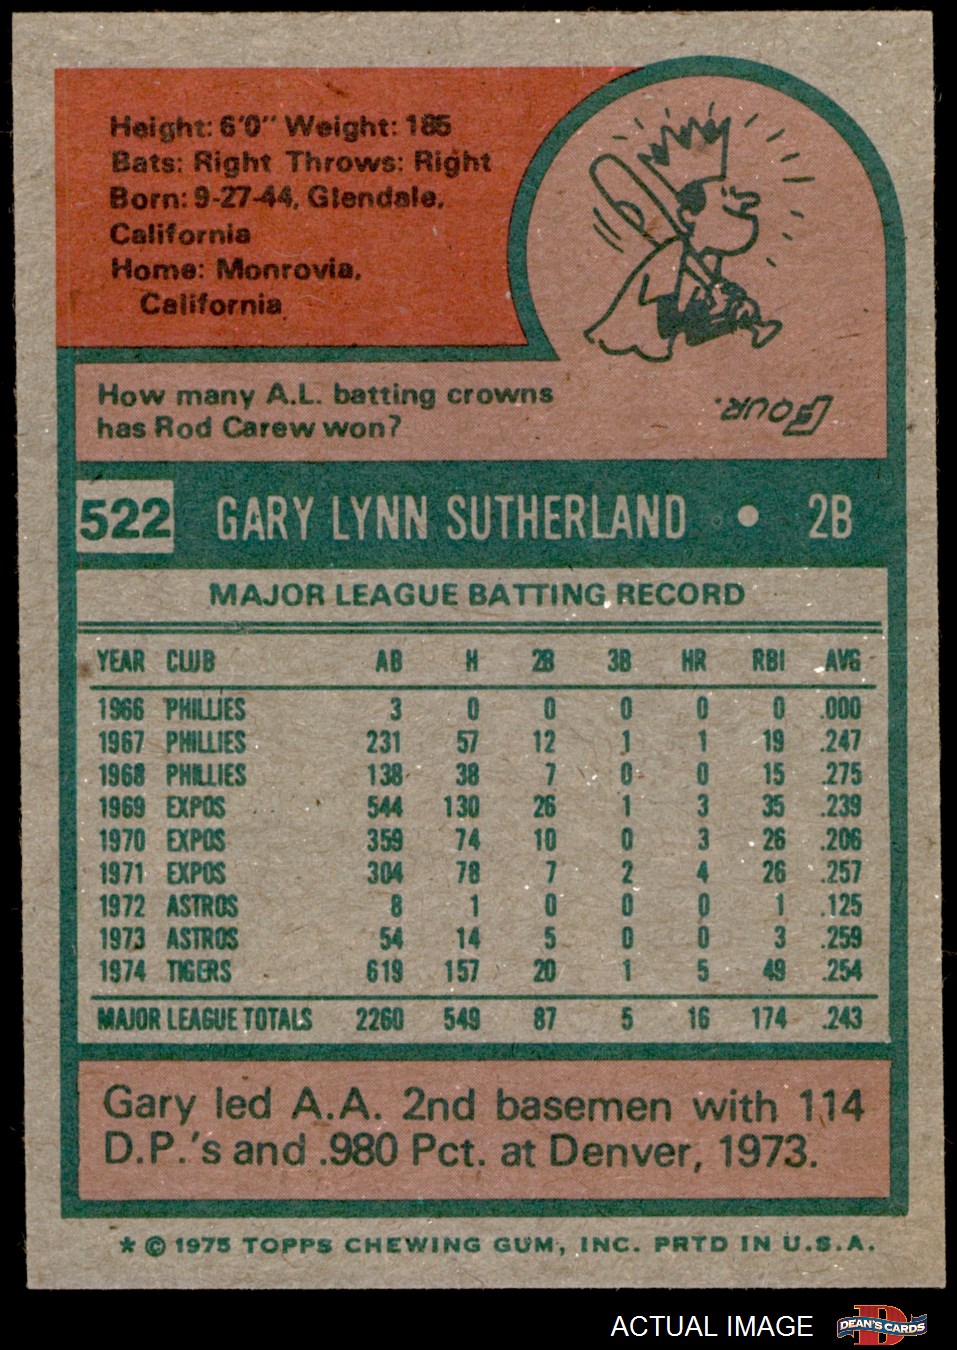 Height: 6'0" Weight: 185
Bats: Right Throws: Right
Born: 9-27-44, Glendale,
California
Home: Monrovia,
California
How many A.L. batting crowns
has Rod Carew won?
Four.
522 GARY LYNN SUTHERLAND • 2B
MAJOR LEAGUE BATTING RECORD
YEAR CLUB AB H 2B 3B HR RBI AVG
1966 PHILLIES 3 0 0 0 0 0 .000
1967 PHILLIES 231 57 12 1 1 19 .247
1968 PHILLIES 138 38 7 0 0 15 .275
1969 EXPOS 544 130 26 1 3 35 .239
1970 EXPOS 359 74 10 0 3 26 .206
1971 EXPOS 304 78 7 2 4 26 .257
1972 ASTROS 8 1 0 0 0 1 .125
1973 ASTROS 54 14 5 0 0 3 .259
1974 TIGERS 619 157 20 1 5 49 .254
MAJOR LEAGUE TOTALS 2260 549 87 5 16 174 .243
Gary led A.A. 2nd basemen with 114
D.P.'s and .980 Pct. at Denver, 1973.
* © 1975 TOPPS CHEWING GUM, INC. PRTD IN U.S.A.
ACTUAL IMAGE D DEAN'S CARDS